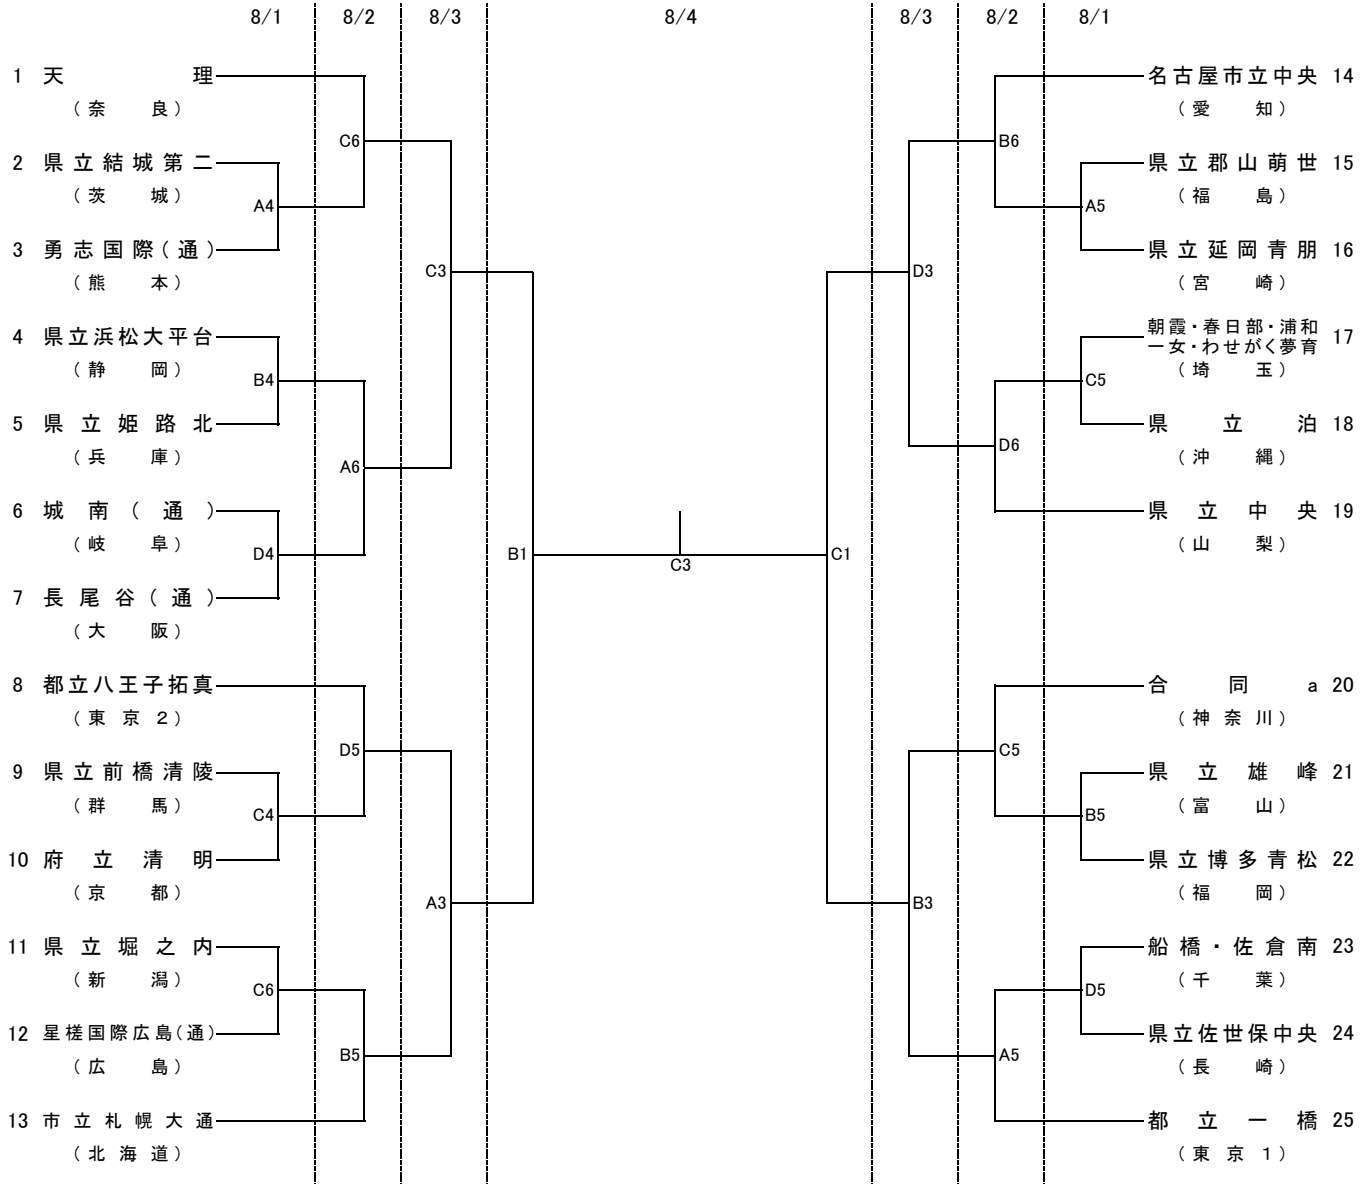 8/1 8/2 8/3 8/4 8/3 8/2 8/1
1 天理
(奈良)
C6
2 県立結城第二
(茨城)
A4
3 勇志国際(通)
(熊本)
C3
4 県立浜松大平台
(静岡)
B4
5 県立姫路北
(兵庫)
A6
6 城南(通)
(岐阜)
D4
7 長尾谷(通)
(大阪)
B1
8 都立八王子拓真
(東京2)
D5
9 県立前橋清陵
(群馬)
C4
10 府立清明
(京都)
A3
11 県立堀之内
(新潟)
C6
12 星槎国際広島(通)
(広島)
B5
13 市立札幌大通
(北海道)
C3
C1
名古屋市立中央 14
(愛知)
B6
県立郡山萌世 15
(福島)
A5
県立延岡青朋 16
(宮崎)
D3
朝霞・春日部・浦和
一女・わせがく夢育 17
(埼玉)
C5
県立泊 18
(沖縄)
D6
県立中央 19
(山梨)
合同a 20
(神奈川)
C5
県立雄峰 21
(富山)
B5
県立博多青松 22
(福岡)
B3
船橋・佐倉南 23
(千葉)
D5
県立佐世保中央 24
(長崎)
A5
都立一橋 25
(東京1)